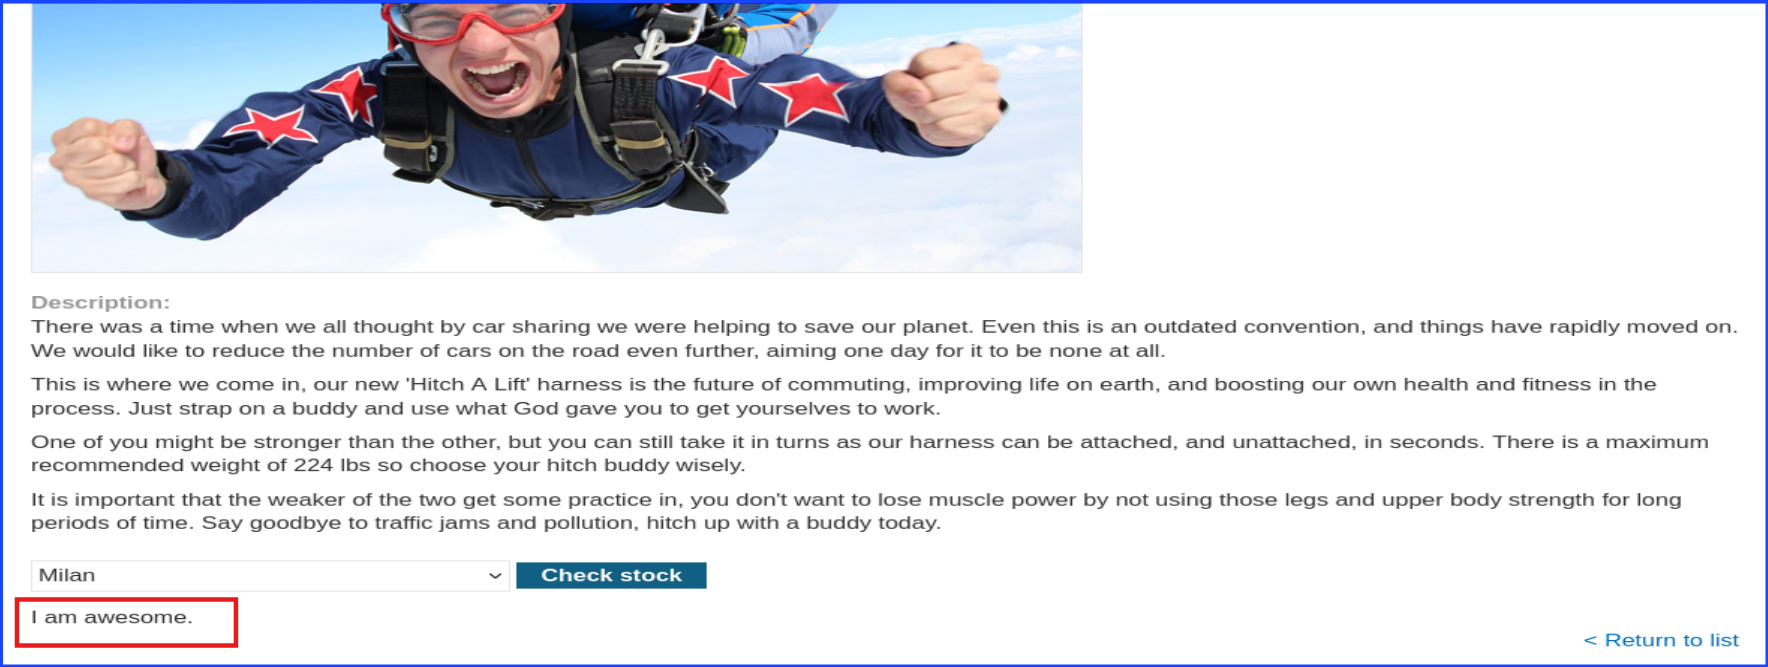 Description:
There was a time when we all thought by car sharing we were helping to save our planet. Even this is an outdated convention, and things have rapidly moved on.
We would like to reduce the number of cars on the road even further, aiming one day for it to be none at all.
This is where we come in, our new 'Hitch A Lift' harness is the future of commuting, improving life on earth, and boosting our own health and fitness in the
process. Just strap on a buddy and use what God gave you to get yourselves to work.
One of you might be stronger than the other, but you can still take it in turns as our harness can be attached, and unattached, in seconds. There is a maximum
recommended weight of 224 lbs so choose your hitch buddy wisely.
It is important that the weaker of the two get some practice in, you don't want to lose muscle power by not using those legs and upper body strength for long
periods of time. Say goodbye to traffic jams and pollution, hitch up with a buddy today.
Milan Check stock
I am awesome.
< Return to list